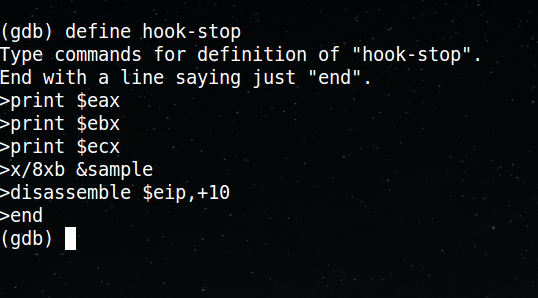 (gdb) define hook-stop
Type commands for definition of "hook-stop".
End with a line saying just "end".
>print $eax
>print $ebx
>print $ecx
>x/8xb &sample
>disassemble $eip,+10
>end
(gdb)